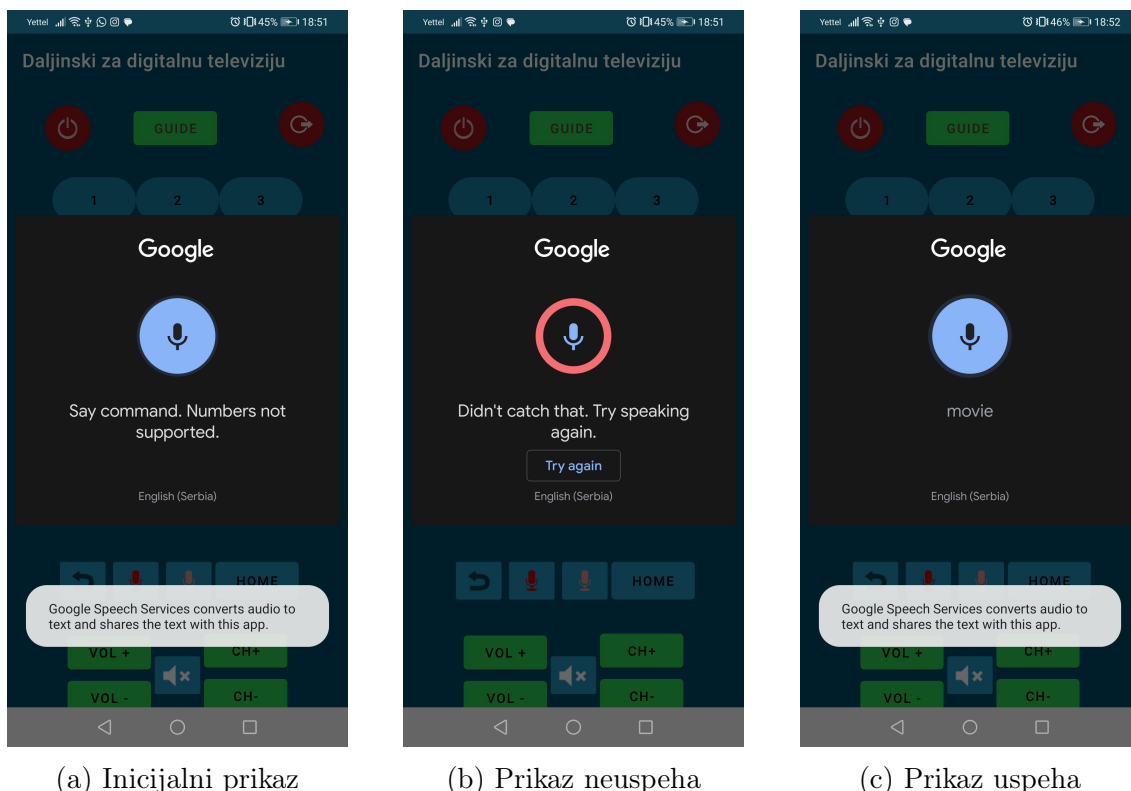 Yettel 45% 18:51
Daljinski za digitalnu televiziju
GUIDE
1 2 3
Google
Say command. Numbers not
supported.
English (Serbia)
HOME
Google Speech Services converts audio to
text and shares the text with this app.
VOL + CH+
VOL - CH-
(a) Inicijalni prikaz
Yettel 45% 18:51
Daljinski za digitalnu televiziju
GUIDE
1 2 3
Google
Didn't catch that. Try speaking
again.
Try again
English (Serbia)
HOME
VOL + CH+
VOL - CH-
(b) Prikaz neuspeha
Yettel 46% 18:52
Daljinski za digitalnu televiziju
GUIDE
1 2 3
Google
movie
English (Serbia)
HOME
Google Speech Services converts audio to
text and shares the text with this app.
VOL + CH+
VOL - CH-
(c) Prikaz uspeha